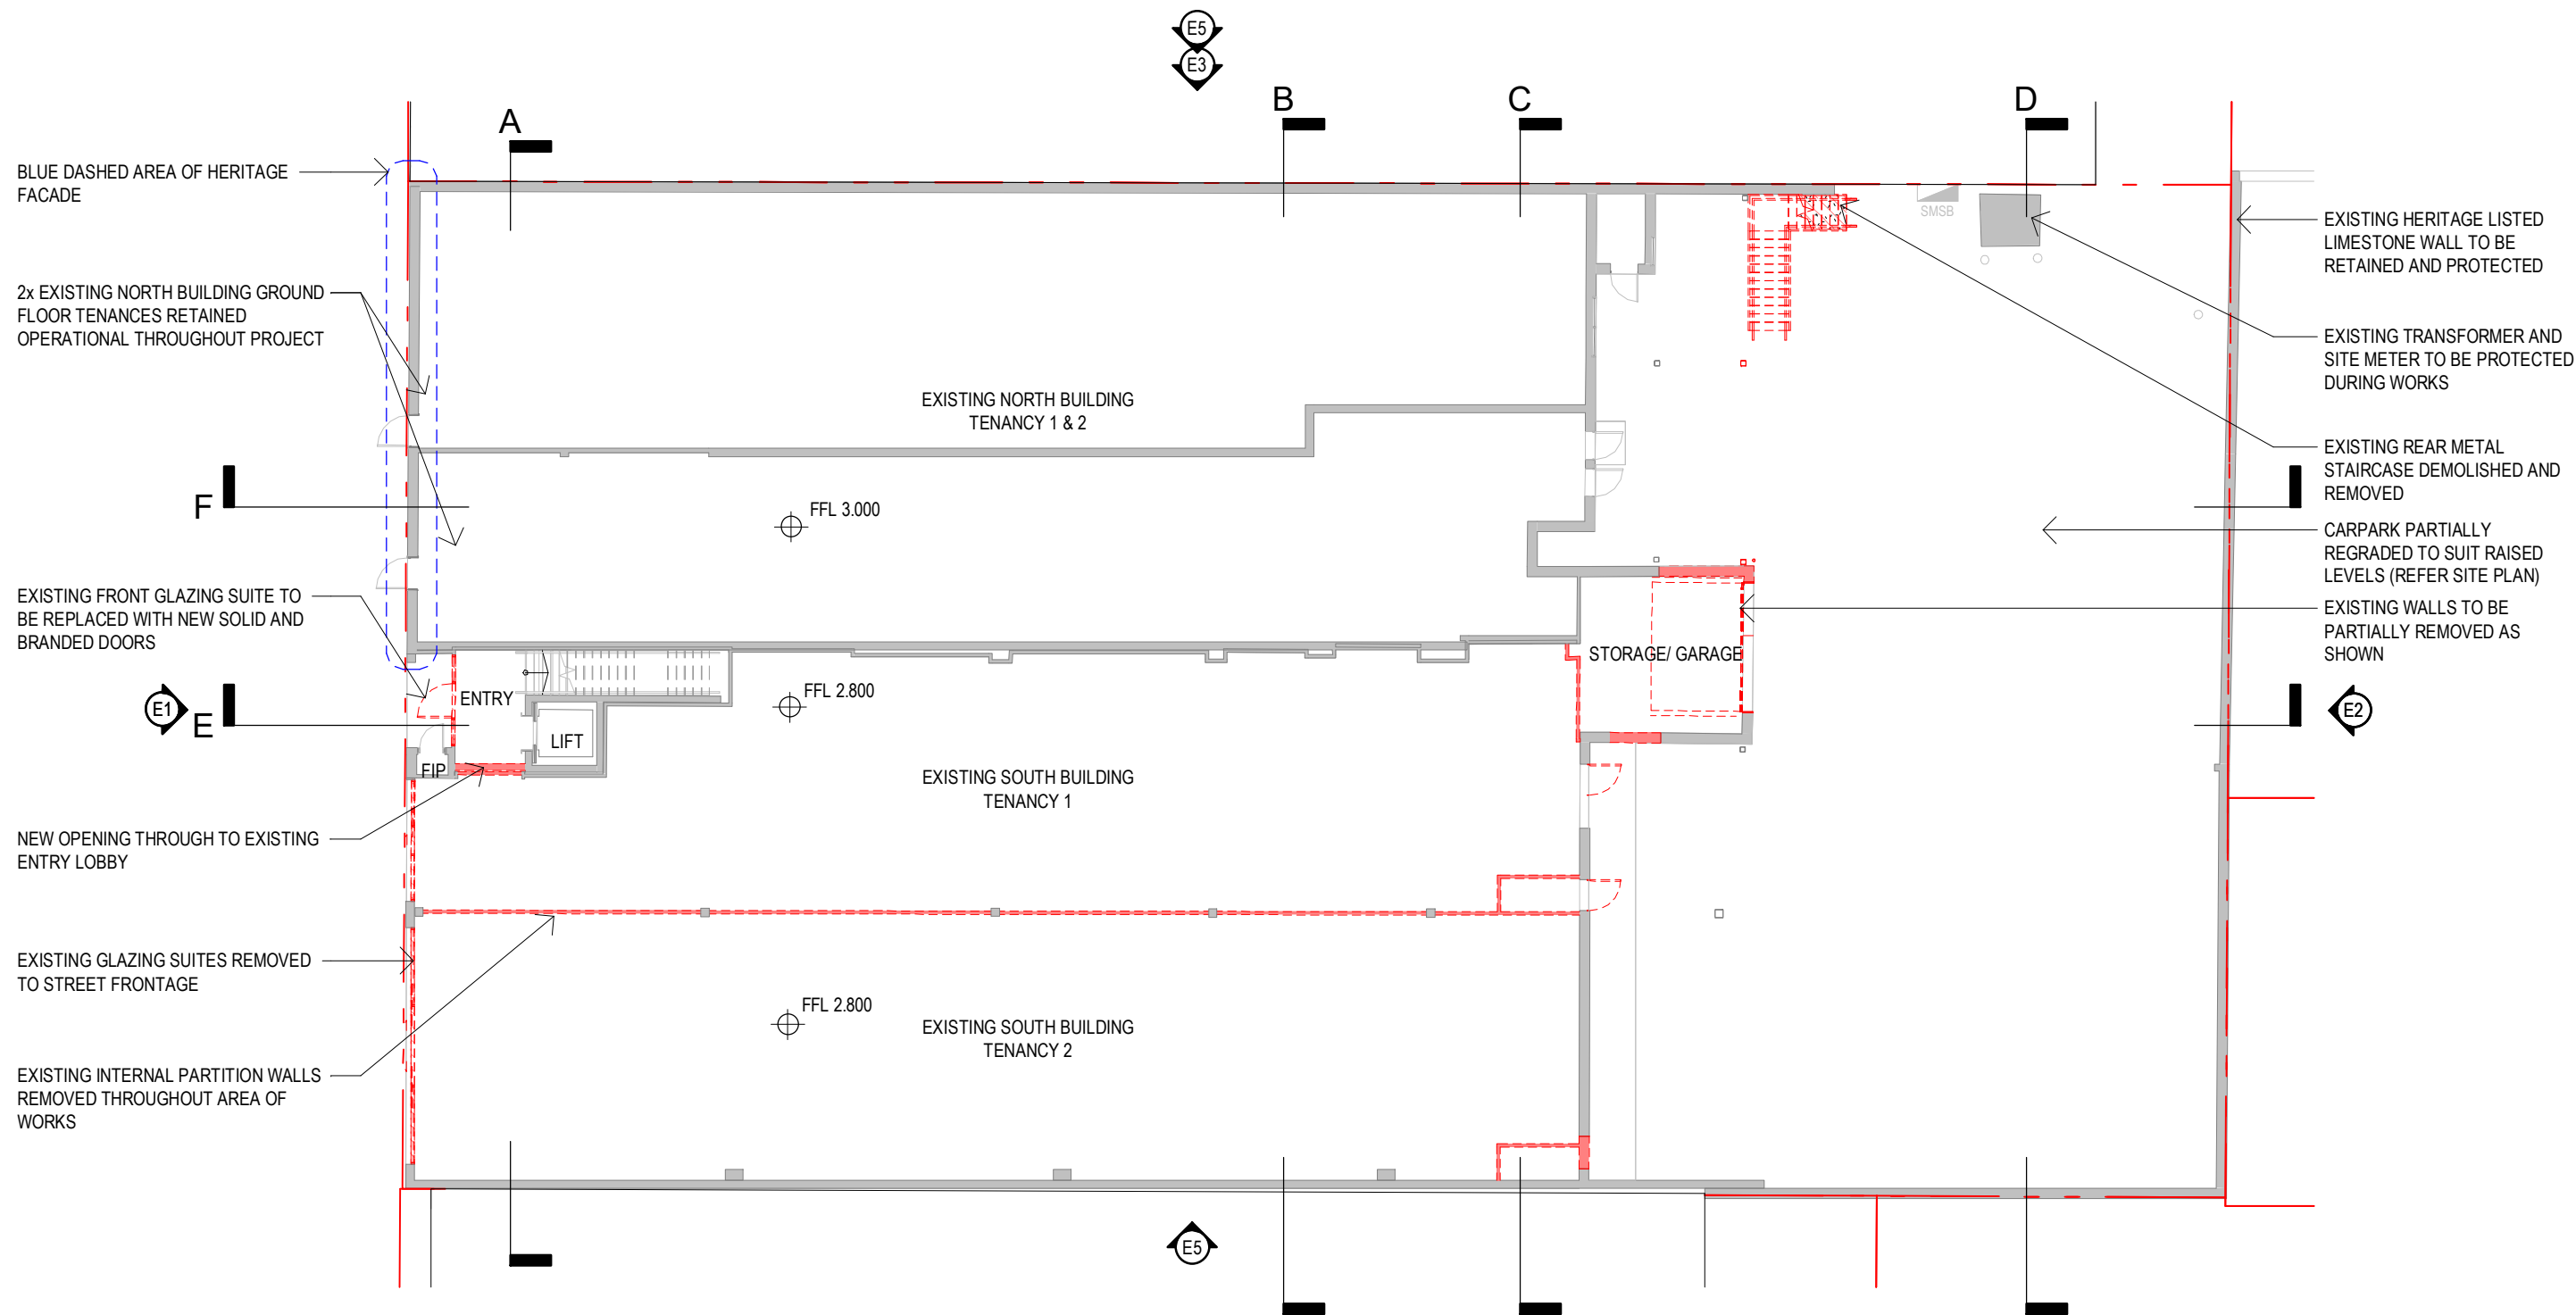 E5
E3
A
B
C
D
BLUE DASHED AREA OF HERITAGE
FACADE
2x EXISTING NORTH BUILDING GROUND
FLOOR TENANCES RETAINED
OPERATIONAL THROUGHOUT PROJECT
F
EXISTING FRONT GLAZING SUITE TO
BE REPLACED WITH NEW SOLID AND
BRANDED DOORS
E1
E
NEW OPENING THROUGH TO EXISTING
ENTRY LOBBY
EXISTING GLAZING SUITES REMOVED
TO STREET FRONTAGE
EXISTING INTERNAL PARTITION WALLS
REMOVED THROUGHOUT AREA OF
WORKS
EXISTING NORTH BUILDING
TENANCY 1 & 2
FFL 3.000
ENTRY
LIFT
FIP
FFL 2.800
EXISTING SOUTH BUILDING
TENANCY 1
FFL 2.800
EXISTING SOUTH BUILDING
TENANCY 2
STORAGE/ GARAGE
SMSB
EXISTING HERITAGE LISTED
LIMESTONE WALL TO BE
RETAINED AND PROTECTED
EXISTING TRANSFORMER AND
SITE METER TO BE PROTECTED
DURING WORKS
EXISTING REAR METAL
STAIRCASE DEMOLISHED AND
REMOVED
CARPARK PARTIALLY
REGRADED TO SUIT RAISED
LEVELS (REFER SITE PLAN)
EXISTING WALLS TO BE
PARTIALLY REMOVED AS
SHOWN
E2
E5